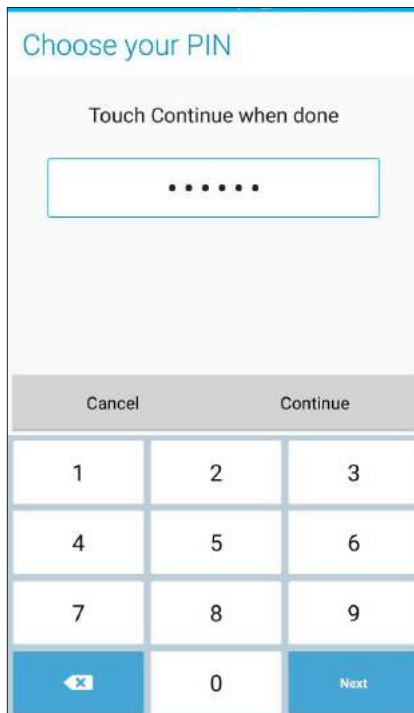 Choose your PIN
Touch Continue when done
••••••
Cancel Continue
1 2 3
4 5 6
7 8 9
0 Next